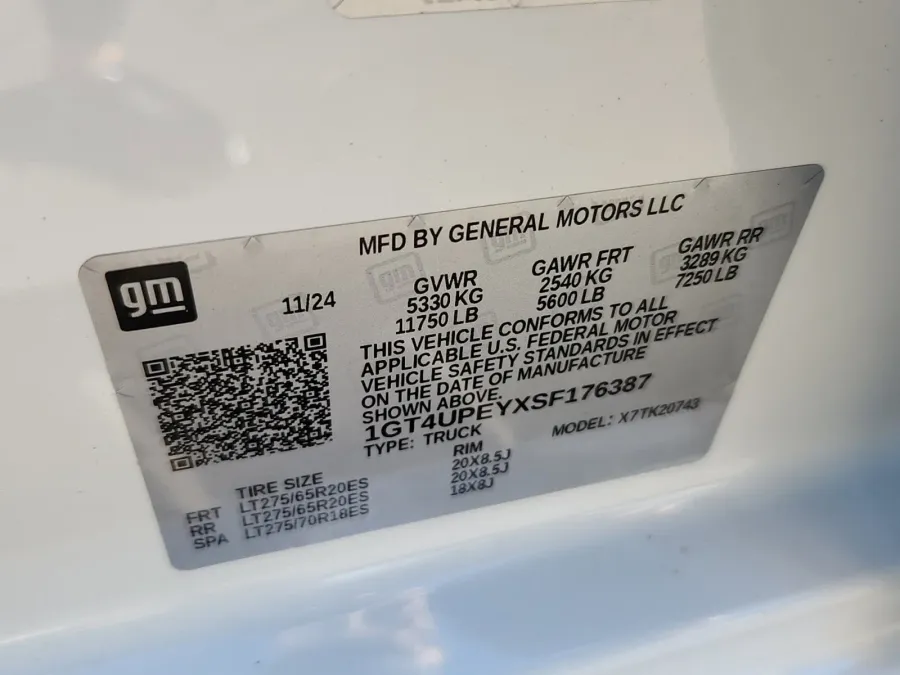 MFD BY GENERAL MOTORS LLC
gm
11/24
GVWR
5330 KG
11750 LB
GAWR FRT
2540 KG
5600 LB
GAWR RR
3289 KG
7250 LB
THIS VEHICLE CONFORMS TO ALL
APPLICABLE U.S. FEDERAL MOTOR
VEHICLE SAFETY STANDARDS IN EFFECT
ON THE DATE OF MANUFACTURE
SHOWN ABOVE.
1GT4UPEYXSF176387
TYPE: TRUCK
MODEL: X7TK20743
TIRE SIZE RIM
FRT LT275/65R20ES 20X8.5J
RR LT275/65R20ES 20X8.5J
SPA LT275/70R18ES 18X8J